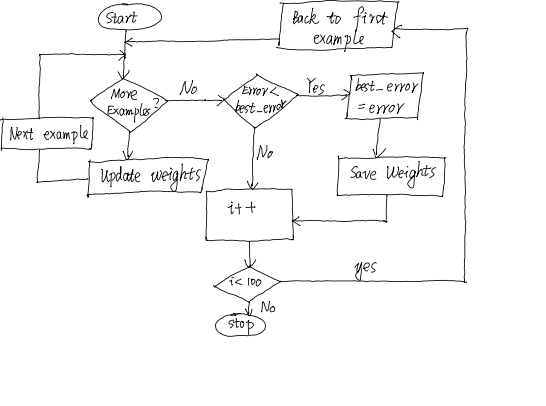 Start
Back to first
example
More
Examples?
No
Error<
best_error
Yes
best_error
= error
Next example
Update weights
No
Save Weights
i++
i<100
yes
No
stop